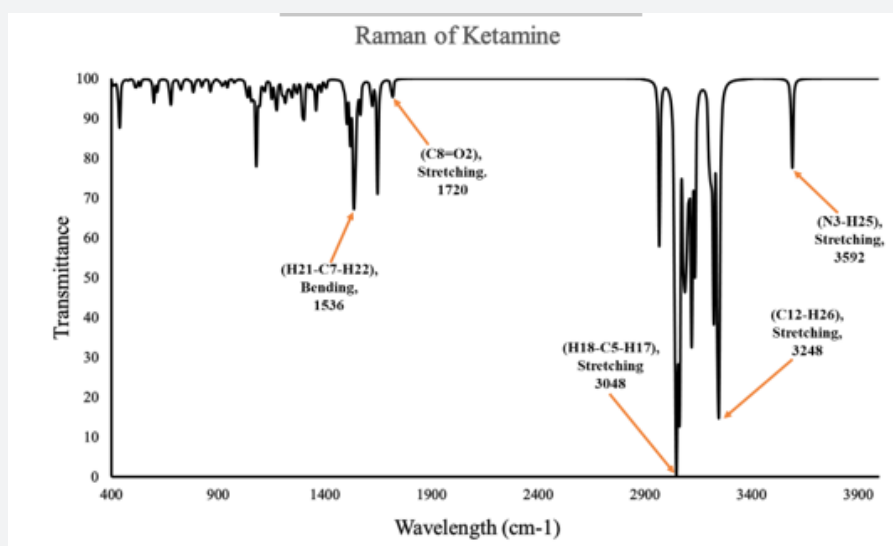 Raman of Ketamine
100
90
80
70
60
50
40
30
20
10
0
Transmittance
(C8=O2),
Stretching,
1720
(H21-C7-H22),
Bending,
1536
(H18-C5-H17),
Stretching
3048
(N3-H25),
Stretching,
3592
(C12-H26),
Stretching,
3248
400 900 1400 1900 2400 2900 3400 3900
Wavelength (cm-1)